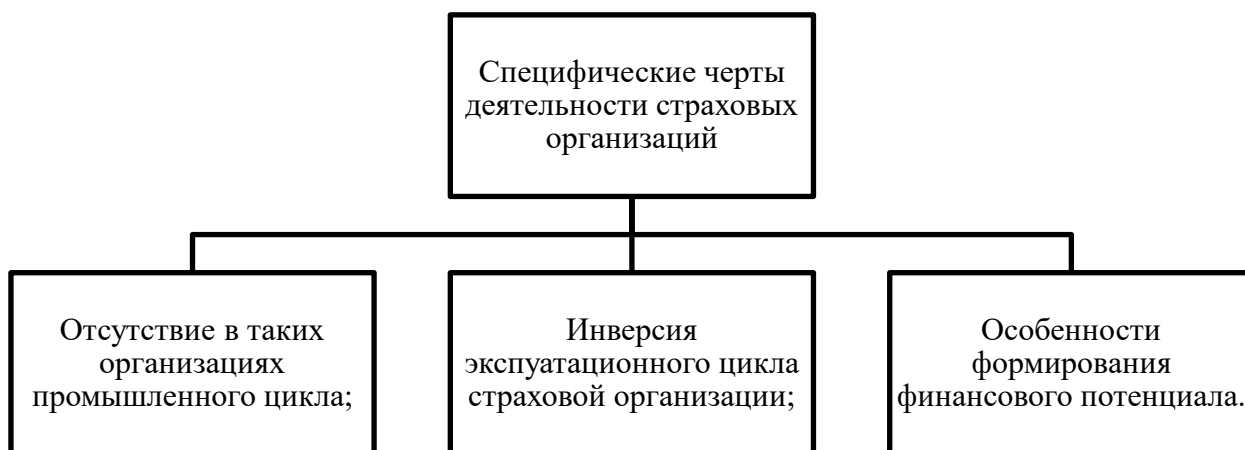 Специфические черты
деятельности страховых
организаций
Отсутствие в таких
организациях
промышленного цикла;
Инверсия
экспуатационного цикла
страховой организации;
Особенности
формирования
финансового потенциала.